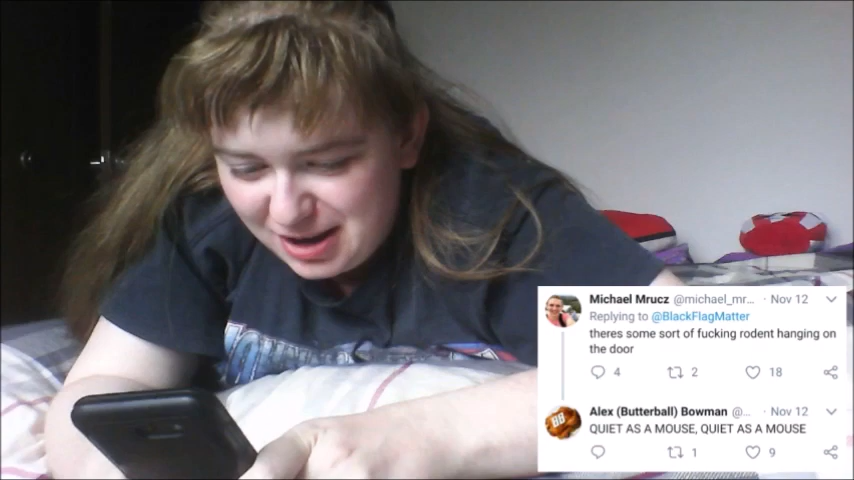 Michael Mrucz @michael_mr... · Nov 12
Replying to @BlackFlagMatter
theres some sort of fucking rodent hanging on
the door
4 2 18
BB
Alex (Butterball) Bowman @... · Nov 12
QUIET AS A MOUSE, QUIET AS A MOUSE
1 9